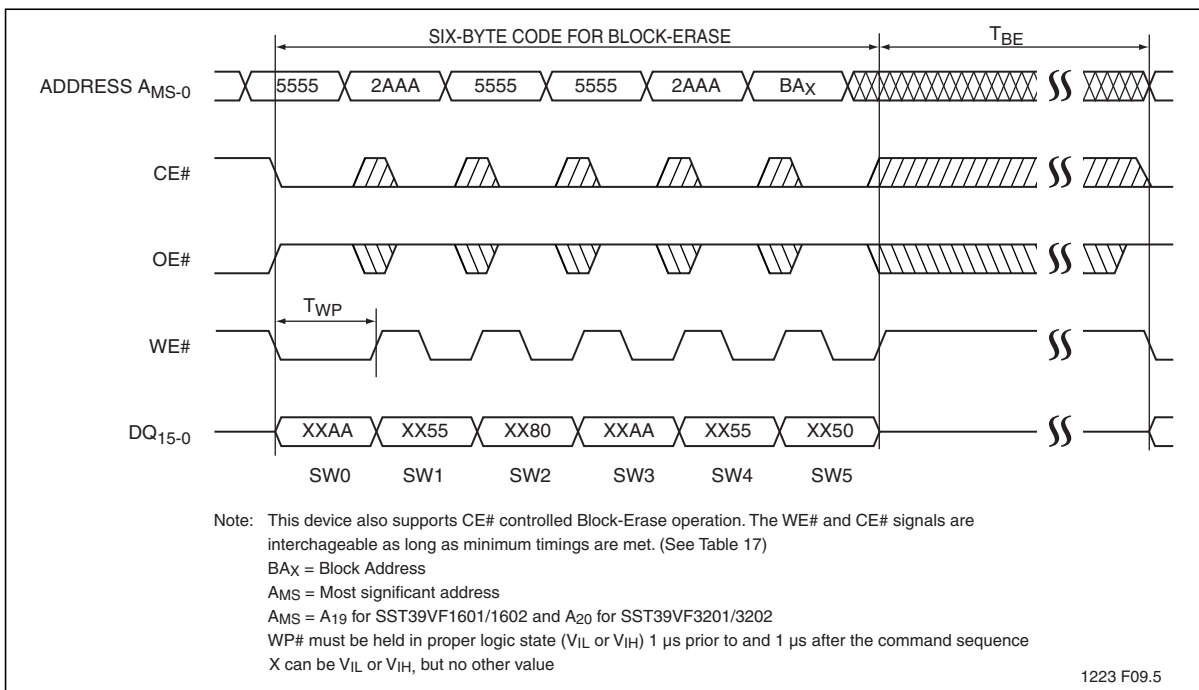 SIX-BYTE CODE FOR BLOCK-ERASE TBE
ADDRESS AMS-0 5555 2AAA 5555 5555 2AAA BAX
CE#
OE#
TWP
WE#
DQ15-0 XXAA XX55 XX80 XXAA XX55 XX50
SW0 SW1 SW2 SW3 SW4 SW5
Note: This device also supports CE# controlled Block-Erase operation. The WE# and CE# signals are
interchageable as long as minimum timings are met. (See Table 17)
BAX = Block Address
AMS = Most significant address
AMS = A19 for SST39VF1601/1602 and A20 for SST39VF3201/3202
WP# must be held in proper logic state (VIL or VIH) 1 µs prior to and 1 µs after the command sequence
X can be VIL or VIH, but no other value
1223 F09.5